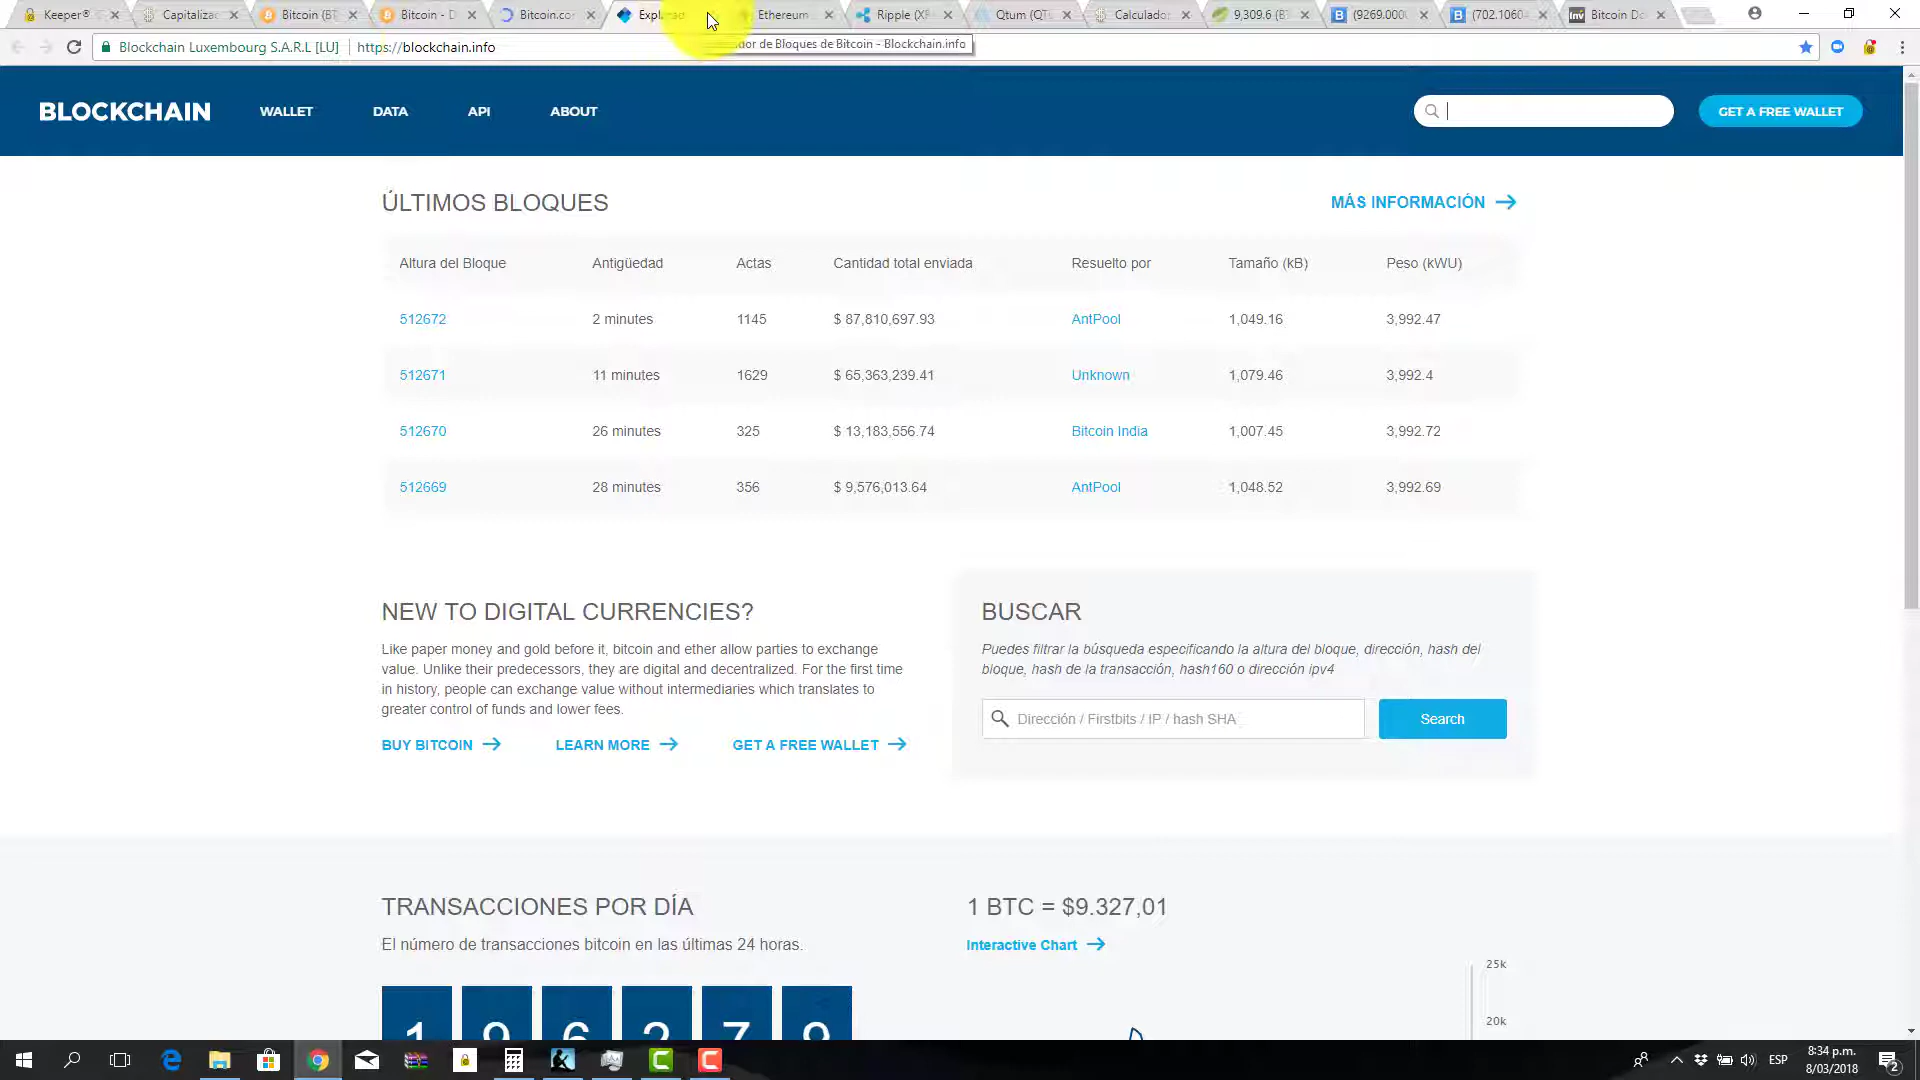 Keeper®
Capitaliza
Bitcoin (BT
Bitcoin - D
Bitcoin.co
Ethereum
Ripple (XR
Qtum (QTU
Calculado
9,309.6 (BT
(9269.000
(702.1060
Bitcoin Do
Blockchain Luxembourg S.A.R.L [LU]
https://blockchain.info
de Bloques de Bitcoin - Blockchain.info
BLOCKCHAIN
WALLET
DATA
API
ABOUT
GET A FREE WALLET
ÚLTIMOS BLOQUES
MÁS INFORMACIÓN
Altura del Bloque Antigüedad Actas Cantidad total enviada Resuelto por Tamaño (kB) Peso (kWU)
512672 2 minutes 1145 $ 87,810,697.93 AntPool 1,049.16 3,992.47
512671 11 minutes 1629 $ 65,363,239.41 Unknown 1,079.46 3,992.4
512670 26 minutes 325 $ 13,183,556.74 Bitcoin India 1,007.45 3,992.72
512669 28 minutes 356 $ 9,576,013.64 AntPool 1,048.52 3,992.69
NEW TO DIGITAL CURRENCIES?
Like paper money and gold before it, bitcoin and ether allow parties to exchange
value. Unlike their predecessors, they are digital and decentralized. For the first time
in history, people can exchange value without intermediaries which translates to
greater control of funds and lower fees.
BUY BITCOIN
LEARN MORE
GET A FREE WALLET
BUSCAR
Puedes filtrar la búsqueda especificando la altura del bloque, dirección, hash del
bloque, hash de la transacción, hash160 o dirección ipv4
Dirección / Firstbits / IP / hash SHA
Search
TRANSACCIONES POR DÍA
El número de transacciones bitcoin en las últimas 24 horas.
1 9 6 2 7 9
1 BTC = $9.327,01
Interactive Chart
25k
20k
ESP
8:34 p.m.
8/03/2018
2